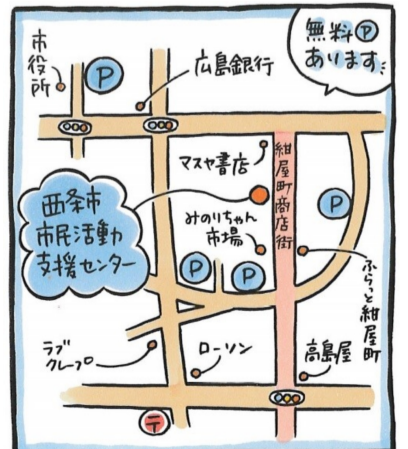 市役所
P
広島銀行
無料P
あります
マスヤ書店
紺屋町商店街
西条市
市民活動
支援センター
みのりちゃん
市場
P
P
P
ふらっと紺屋町
ラブ
クレープ
ローソン
高島屋
〒